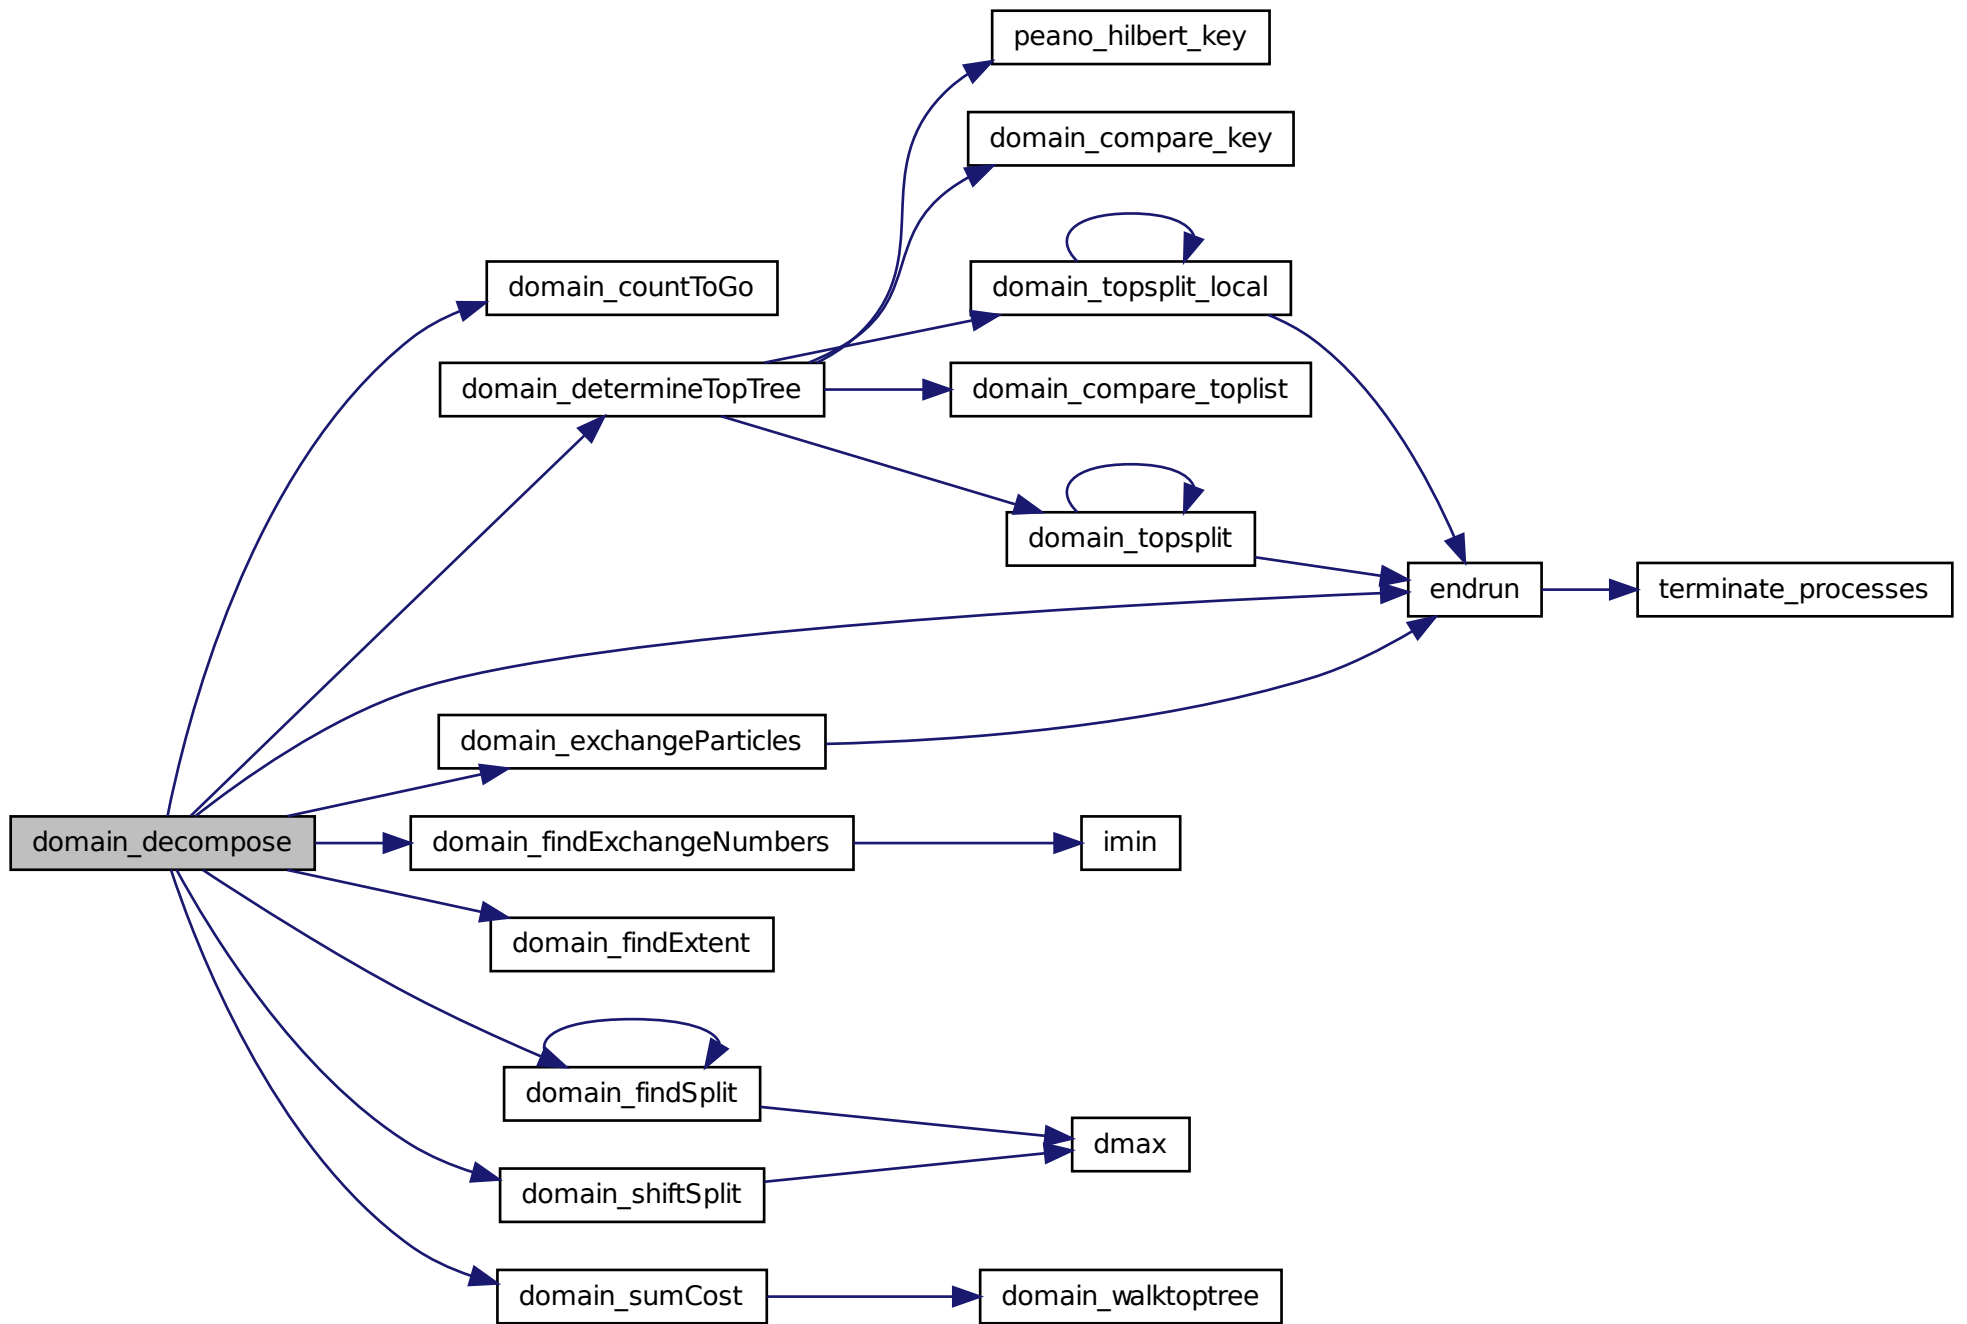 peano_hilbert_key
domain_compare_key
domain_countToGo
domain_topsplit_local
domain_determineTopTree
domain_compare_toplist
domain_topsplit
endrun
terminate_processes
domain_exchangeParticles
domain_decompose
domain_findExchangeNumbers
imin
domain_findExtent
domain_findSplit
dmax
domain_shiftSplit
domain_sumCost
domain_walktoptree